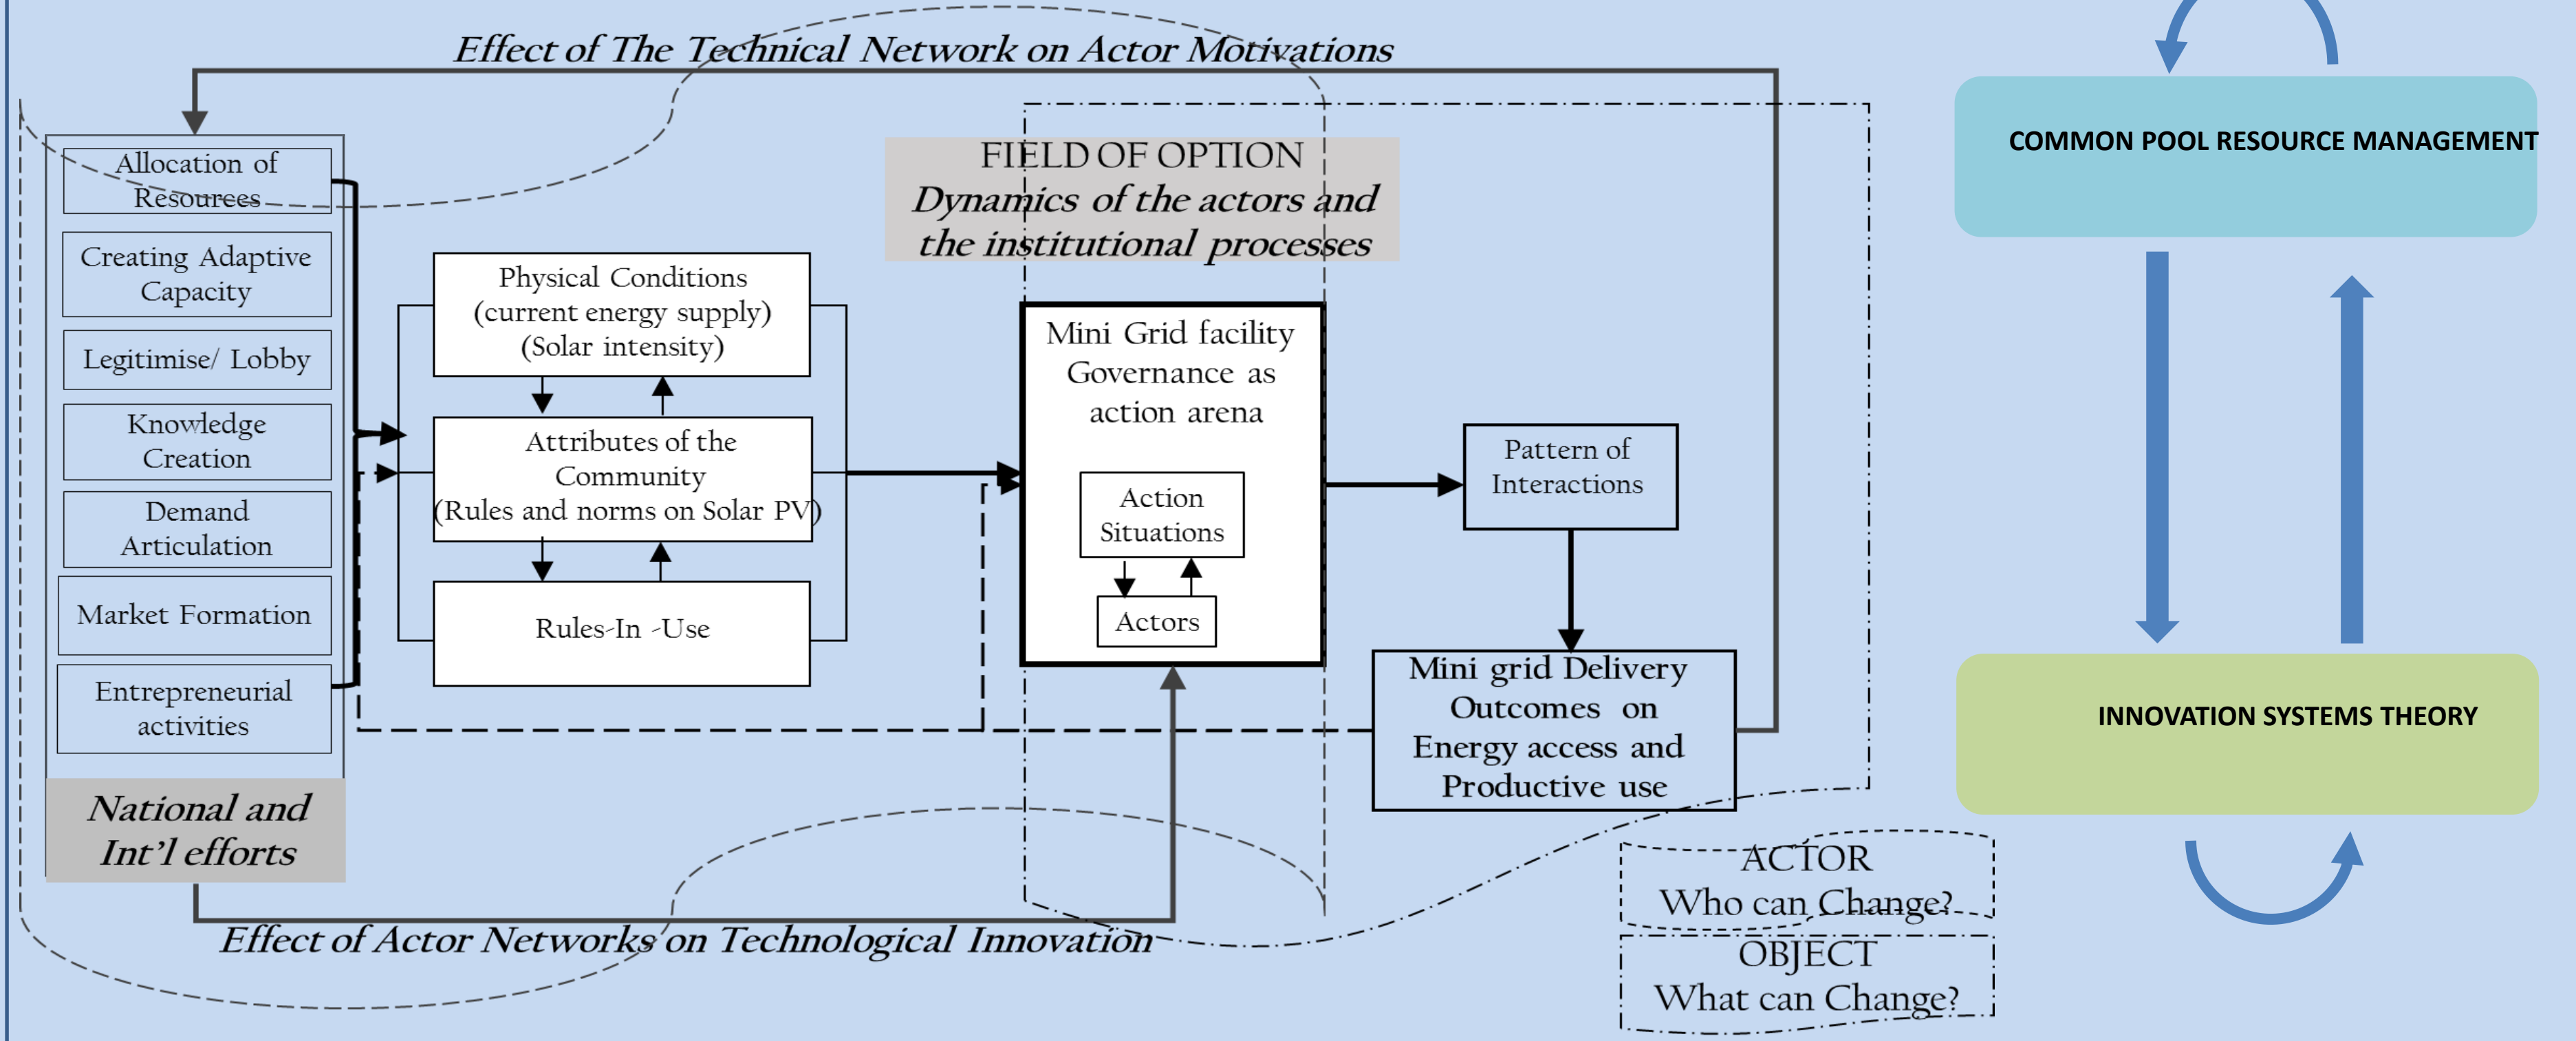 Effect of The Technical Network on Actor Motivations
Allocation of
Resources
Creating Adaptive
Capacity
Legitimise/ Lobby
Knowledge
Creation
Demand
Articulation
Market Formation
Entrepreneurial
activities
National and
Int'l efforts
Physical Conditions
(current energy supply)
(Solar intensity)
Attributes of the
Community
(Rules and norms on Solar PV)
Rules-In -Use
FIELD OF OPTION
Dynamics of the actors and
the institutional processes
Mini Grid facility
Governance as
action arena
Action
Situations
Actors
Pattern of
Interactions
Mini grid Delivery
Outcomes on
Energy access and
Productive use
Effect of Actor Networks on Technological Innovation
ACTOR
Who can Change?
OBJECT
What can Change?
COMMON POOL RESOURCE MANAGEMENT
INNOVATION SYSTEMS THEORY